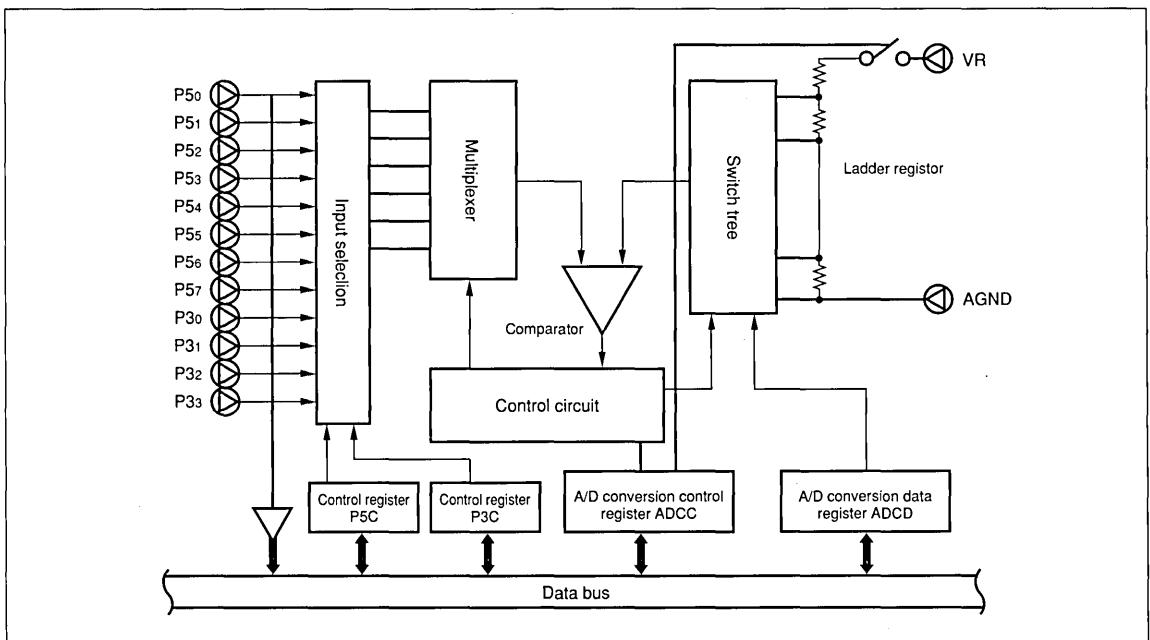 VR
P5₀
P5₁
P5₂
P5₃
P5₄
P5₅
P5₆
P5₇
P3₀
P3₁
P3₂
P3₃
Input selection
Multiplexer
Switch tree
Ladder registor
AGND
Comparator
Control circuit
Control register
P5C
Control register
P3C
A/D conversion control
register ADCC
A/D conversion data
register ADCD
Data bus